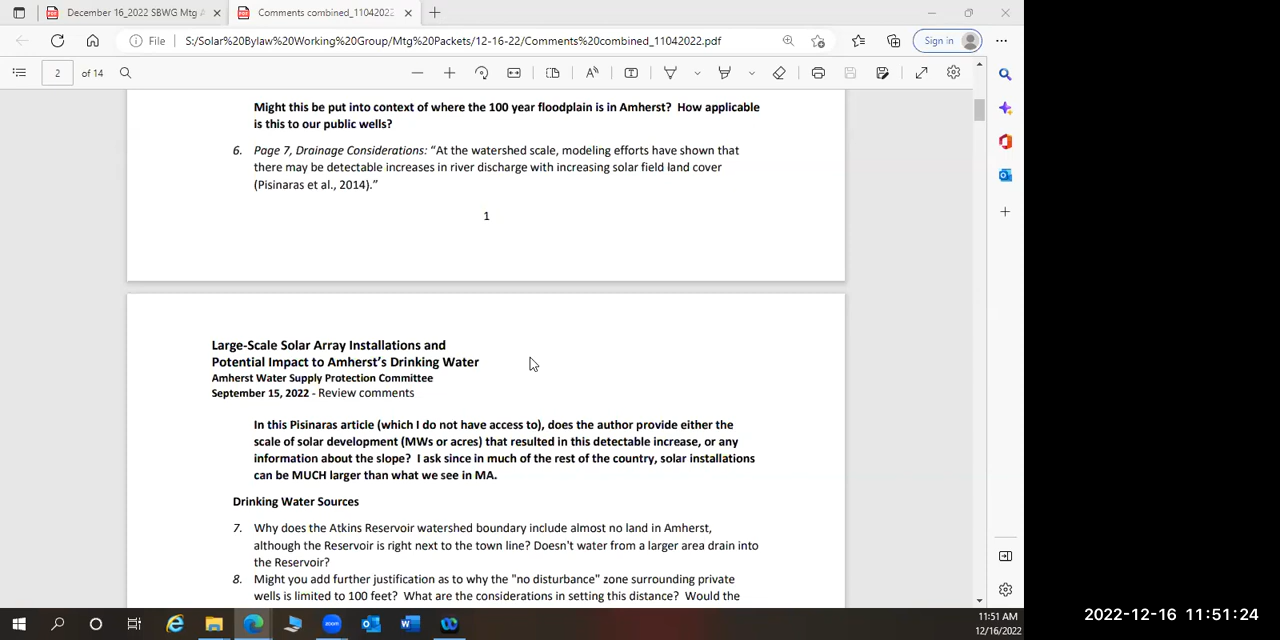 December 16_2022 SBWG Mtg A
Comments combined_11042022
File
S:/Solar%20Bylaw%20Working%20Group/Mtg%20Packets/12-16-22/Comments%20combined_11042022.pdf
Sign in
2 of 14
Might this be put into context of where the 100 year floodplain is in Amherst? How applicable
is this to our public wells?
6. Page 7, Drainage Considerations: “At the watershed scale, modeling efforts have shown that
there may be detectable increases in river discharge with increasing solar field land cover
(Pisinaras et al., 2014).”
1
Large-Scale Solar Array Installations and
Potential Impact to Amherst’s Drinking Water
Amherst Water Supply Protection Committee
September 15, 2022 - Review comments
In this Pisinaras article (which I do not have access to), does the author provide either the
scale of solar development (MWs or acres) that resulted in this detectable increase, or any
information about the slope? I ask since in much of the rest of the country, solar installations
can be MUCH larger than what we see in MA.
Drinking Water Sources
7. Why does the Atkins Reservoir watershed boundary include almost no land in Amherst,
although the Reservoir is right next to the town line? Doesn't water from a larger area drain into
the Reservoir?
8. Might you add further justification as to why the "no disturbance" zone surrounding private
wells is limited to 100 feet? What are the considerations in setting this distance? Would the
11:51 AM
12/16/2022
2022-12-16 11:51:24